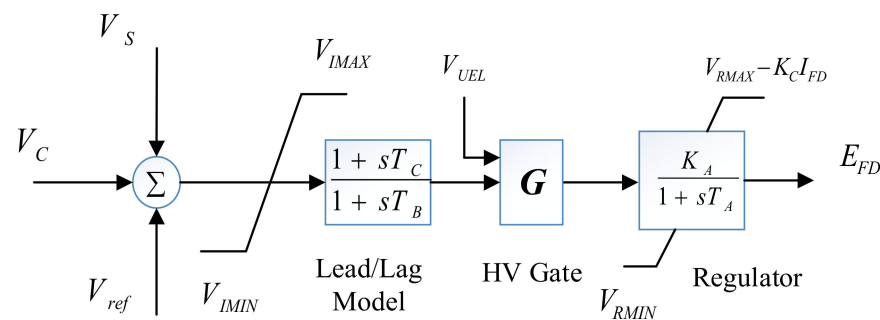 V_S
V_IMAX
V_UEL
V_RMAX − K_C I_FD
V_C
Σ
1 + sT_C
1 + sT_B
G
K_A
1 + sT_A
E_FD
V_ref
V_IMIN
Lead/Lag
Model
HV Gate
V_RMIN
Regulator